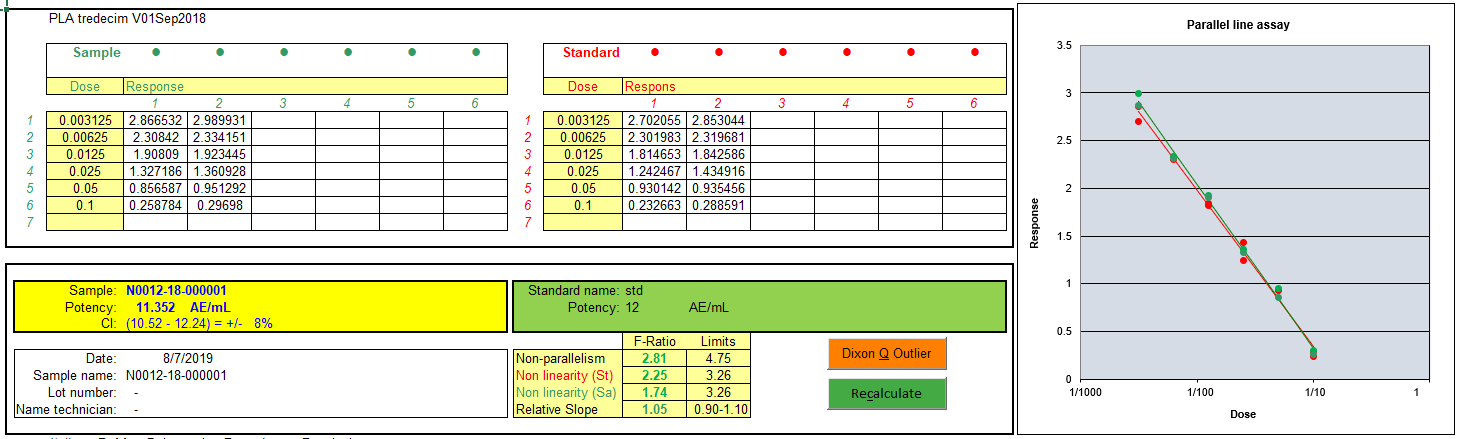 PLA tredecim V01Sep2018
Sample
Dose Response
1 2 3 4 5 6
1 0.003125 2.866532 2.989931
2 0.00625 2.30842 2.334151
3 0.0125 1.90809 1.923445
4 0.025 1.327186 1.360928
5 0.05 0.856587 0.951292
6 0.1 0.258784 0.29698
7
Standard
Dose Respons
1 2 3 4 5 6
1 0.003125 2.702055 2.853044
2 0.00625 2.301983 2.319681
3 0.0125 1.814653 1.842586
4 0.025 1.242467 1.434916
5 0.05 0.930142 0.935456
6 0.1 0.232663 0.288591
7
Sample: N0012-18-000001
Potency: 11.352 AE/mL
CI: (10.52 - 12.24) = +/- 8%
Standard name: std
Potency: 12 AE/mL
Date: 8/7/2019
Sample name: N0012-18-000001
Lot number: -
Name technician: -
F-Ratio Limits
Non-parallelism 2.81 4.75
Non linearity (St) 2.25 3.26
Non linearity (Sa) 1.74 3.26
Relative Slope 1.05 0.90-1.10
Dixon Q Outlier
Recalculate
Parallel line assay
3.5
3
2.5
2
1.5
1
0.5
0
Response
1/1000 1/100 1/10 1
Dose